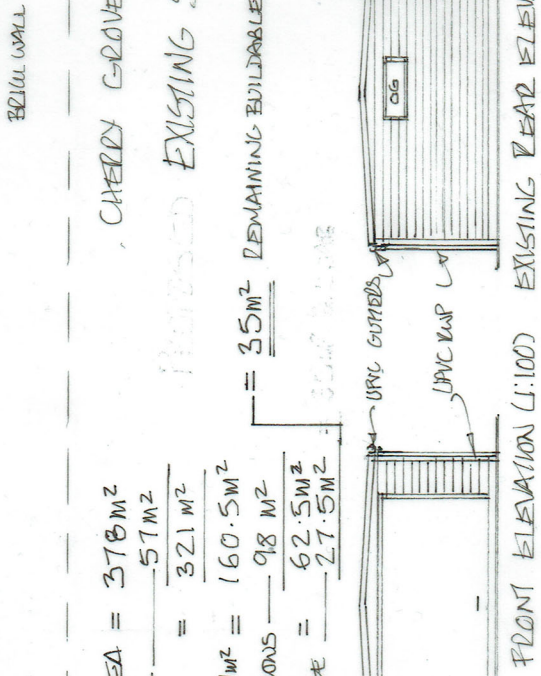 BRICK WALL
CHERRY GROVE
EXISTING
= 378m²
57m²
= 321m²
m² = 160.5m²
98 m²
= 62.5m²
27.5m²
= 35m² REMAINING BUILDABLE
UPVC GUTTERS
UPVC RWP
OG
FRONT ELEVATION (1:100)
EXISTING REAR ELEV